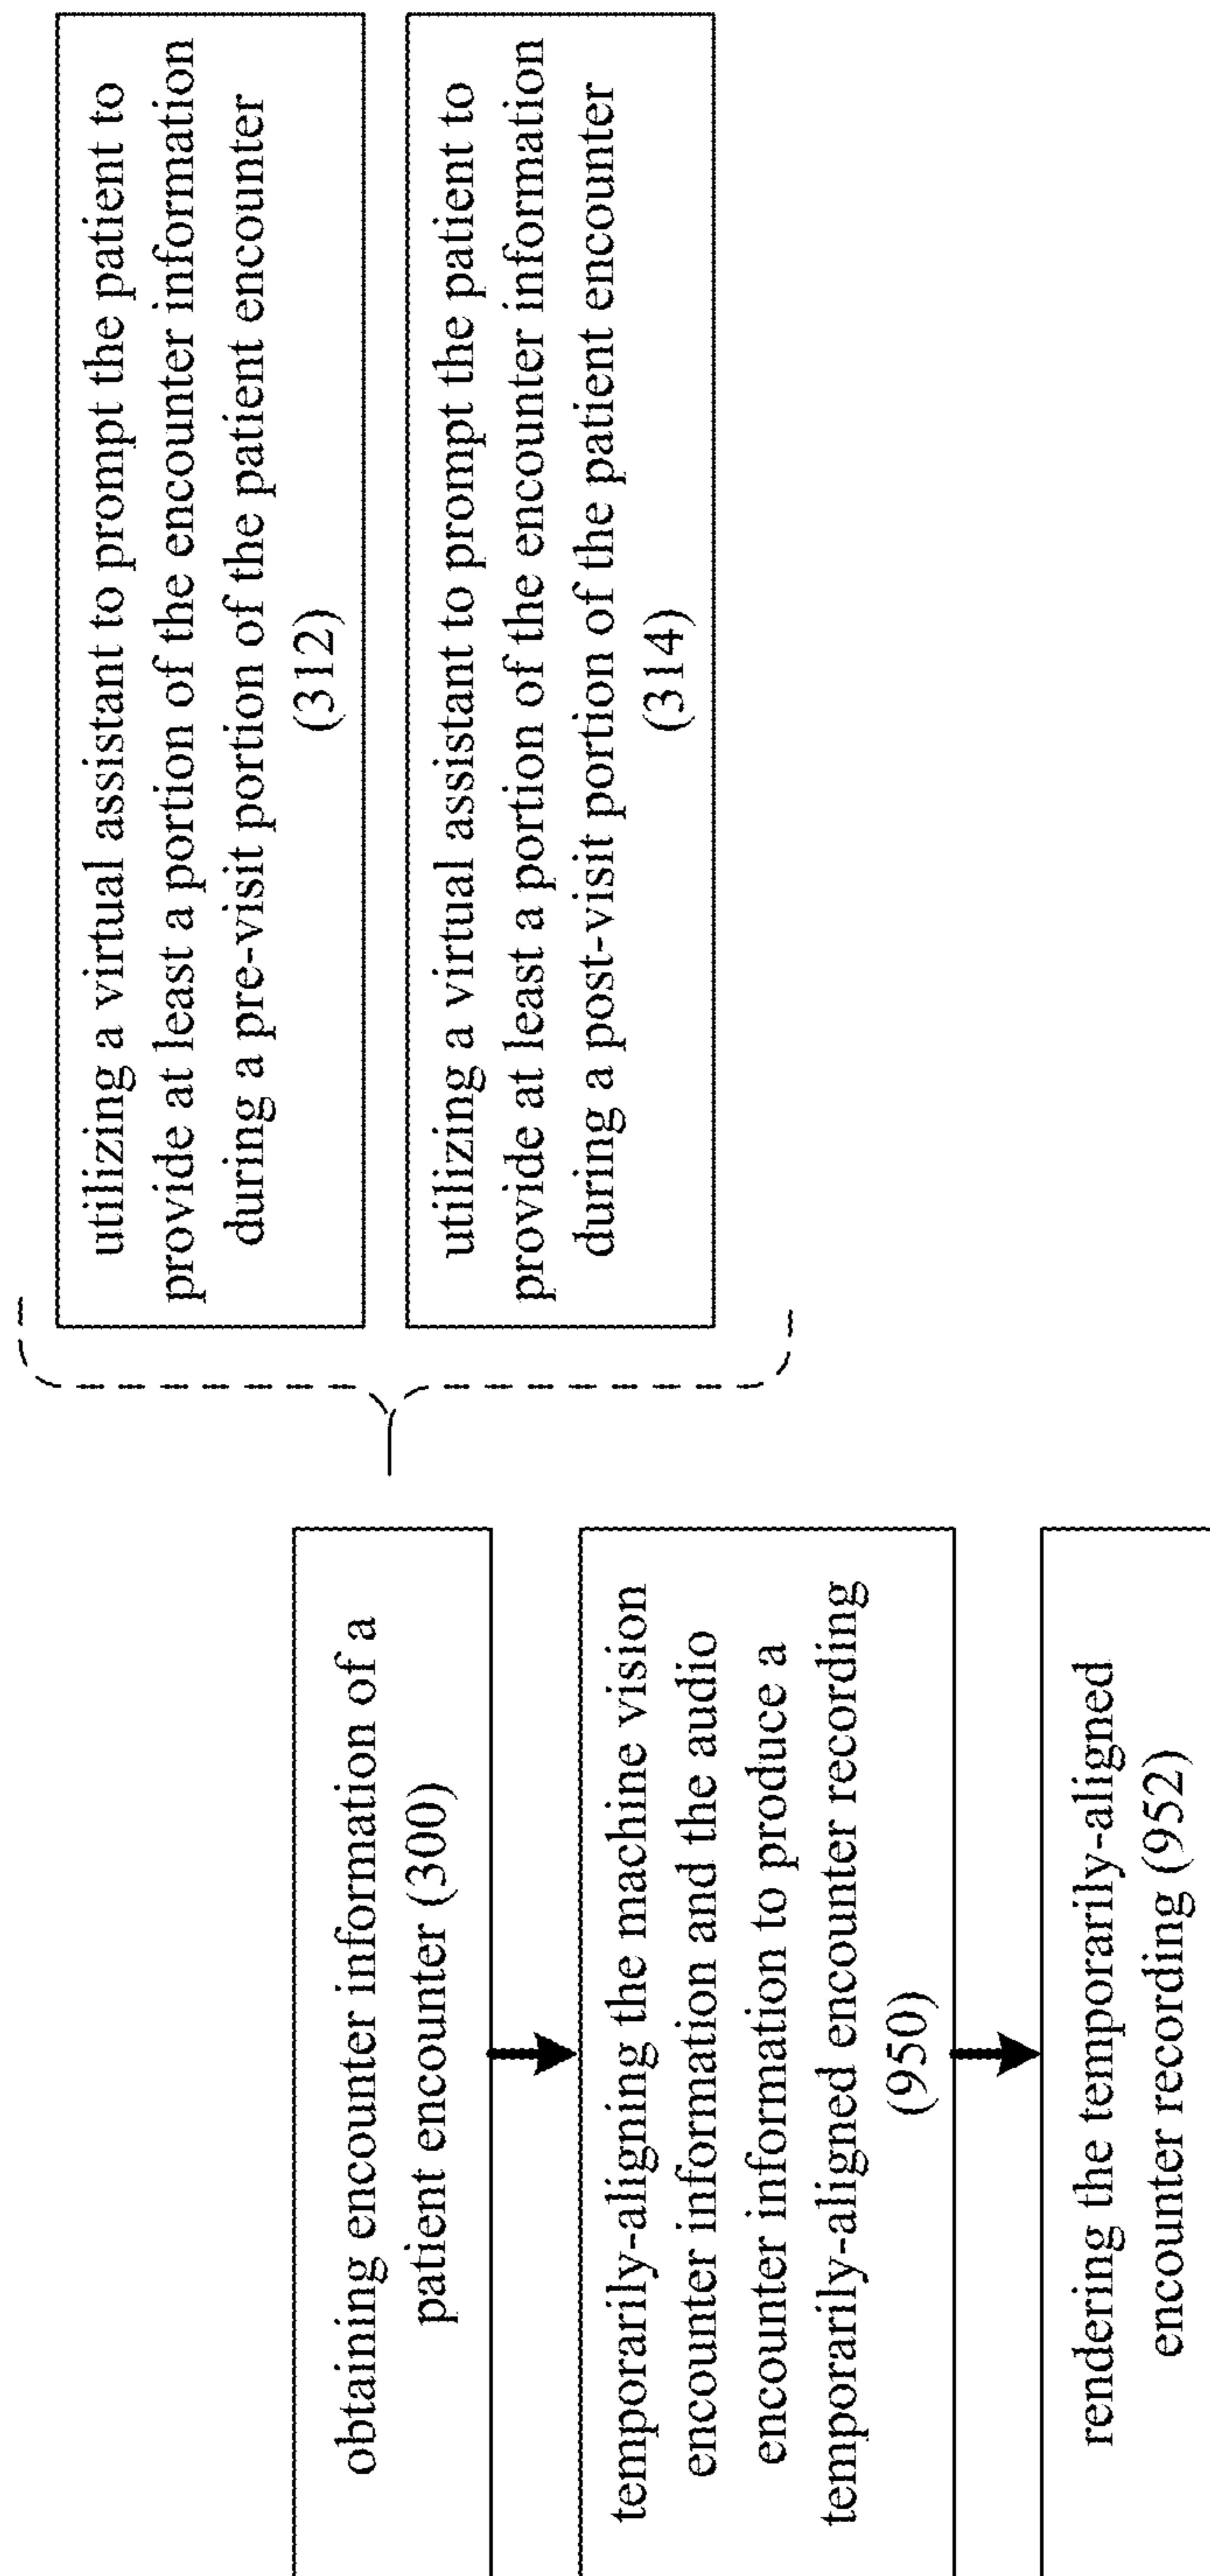 obtaining encounter information of a
patient encounter (300)
temporarily-aligning the machine vision
encounter information and the audio
encounter information to produce a
temporarily-aligned encounter recording
(950)
rendering the temporarily-aligned
encounter recording (952)
utilizing a virtual assistant to prompt the patient to
provide at least a portion of the encounter information
during a pre-visit portion of the patient encounter
(312)
utilizing a virtual assistant to prompt the patient to
provide at least a portion of the encounter information
during a post-visit portion of the patient encounter
(314)